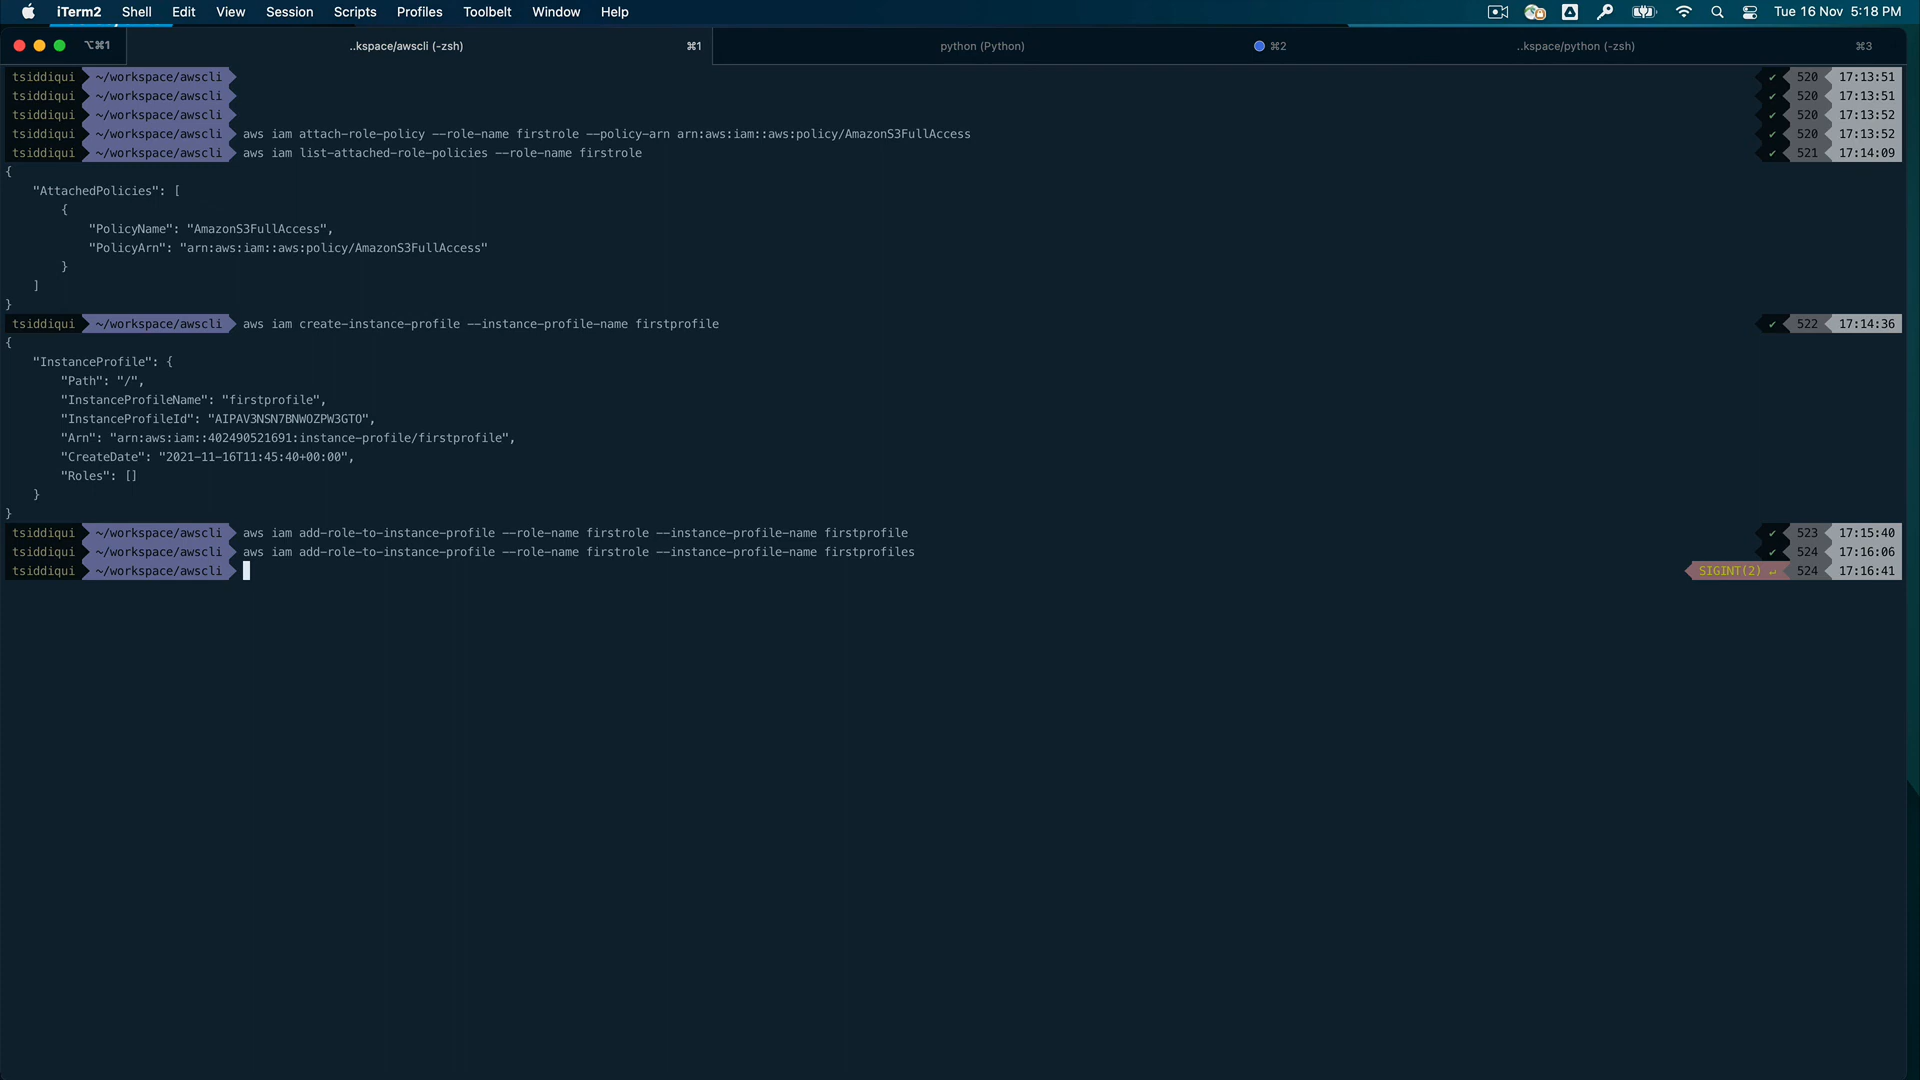 iTerm2 Shell Edit View Session Scripts Profiles Toolbelt Window Help Tue 16 Nov 5:18 PM
⌥⌘1 ..kspace/awscli (-zsh) ⌘1 python (Python) ⌘2 ..kspace/python (-zsh) ⌘3
tsiddiqui ~/workspace/awscli ✔ 520 17:13:51
tsiddiqui ~/workspace/awscli ✔ 520 17:13:51
tsiddiqui ~/workspace/awscli ✔ 520 17:13:52
tsiddiqui ~/workspace/awscli aws iam attach-role-policy --role-name firstrole --policy-arn arn:aws:iam::aws:policy/AmazonS3FullAccess ✔ 520 17:13:52
tsiddiqui ~/workspace/awscli aws iam list-attached-role-policies --role-name firstrole ✔ 521 17:14:09
{
"AttachedPolicies": [
{
"PolicyName": "AmazonS3FullAccess",
"PolicyArn": "arn:aws:iam::aws:policy/AmazonS3FullAccess"
}
]
}
tsiddiqui ~/workspace/awscli aws iam create-instance-profile --instance-profile-name firstprofile ✔ 522 17:14:36
{
"InstanceProfile": {
"Path": "/",
"InstanceProfileName": "firstprofile",
"InstanceProfileId": "AIPAV3NSN7BNWOZPW3GTO",
"Arn": "arn:aws:iam::402490521691:instance-profile/firstprofile",
"CreateDate": "2021-11-16T11:45:40+00:00",
"Roles": []
}
}
tsiddiqui ~/workspace/awscli aws iam add-role-to-instance-profile --role-name firstrole --instance-profile-name firstprofile ✔ 523 17:15:40
tsiddiqui ~/workspace/awscli aws iam add-role-to-instance-profile --role-name firstrole --instance-profile-name firstprofiles ✔ 524 17:16:06
tsiddiqui ~/workspace/awscli SIGINT(2) ↵ 524 17:16:41